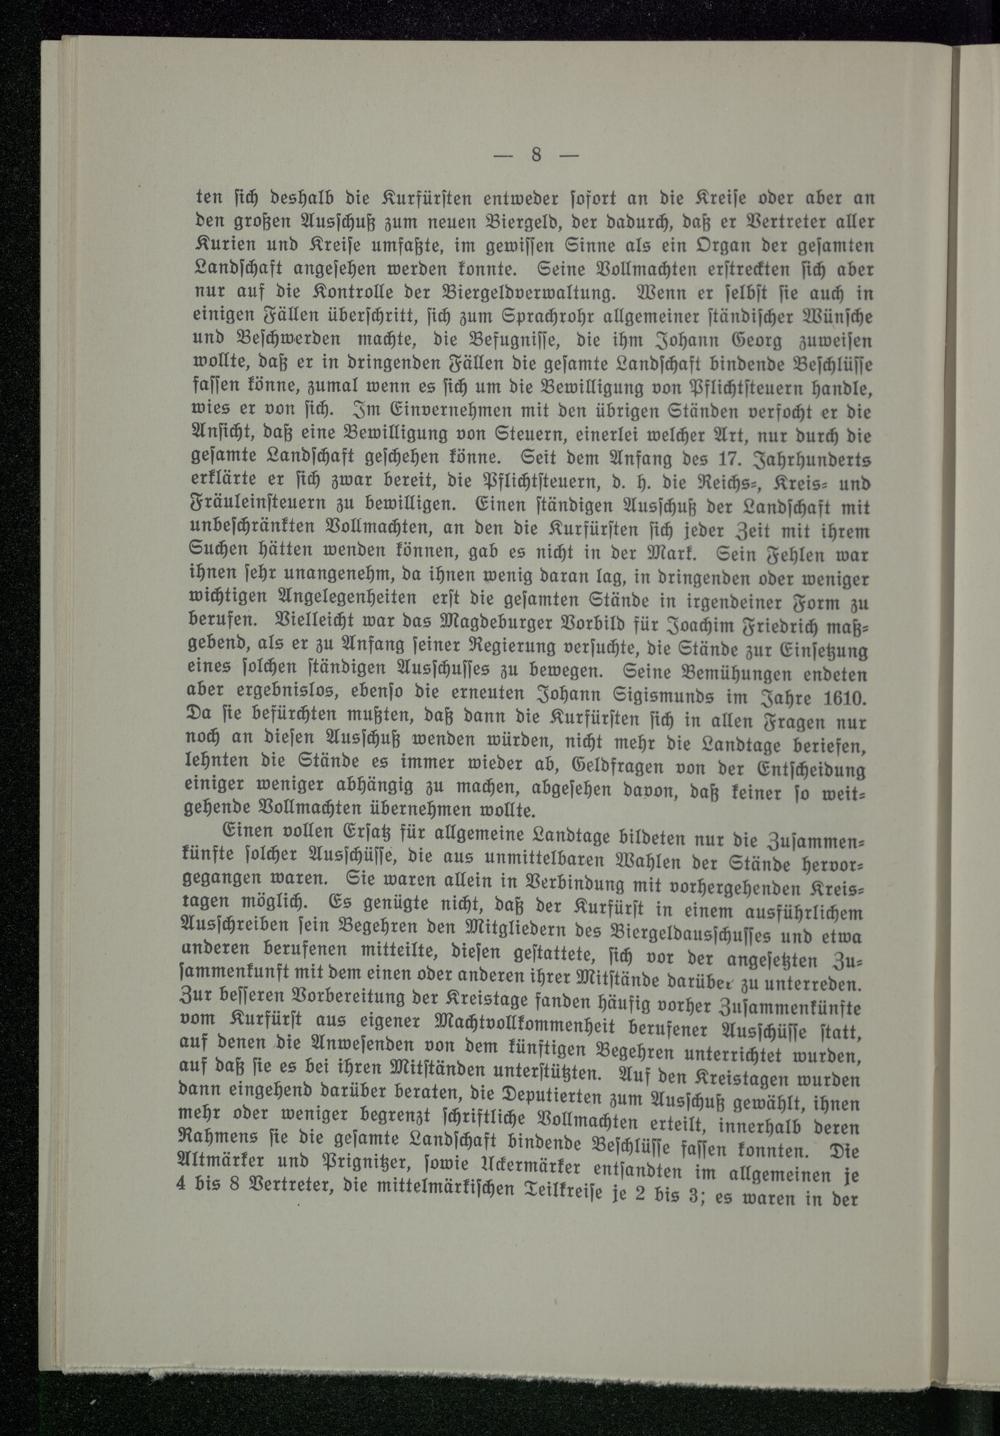 — 8 —
ten sich deshalb die Kurfürsten entweder sofort an die Kreise oder aber an
den großen Ausschuß zum neuen Biergeld, der dadurch, daß er Vertreter aller
Kurien und Kreise umfaßte, im gewissen Sinne als ein Organ der gesamten
Landschaft angesehen werden konnte. Seine Vollmachten erstreckten sich aber
nur auf die Kontrolle der Biergeldverwaltung. Wenn er selbst sie auch in
einigen Fällen überschritt, sich zum Sprachrohr allgemeiner ständischer Wünsche
und Beschwerden machte, die Befugnisse, die ihm Johann Georg zuweisen
wollte, daß er in dringenden Fällen die gesamte Landschaft bindende Beschlüsse
fassen könne, zumal wenn es sich um die Bewilligung von Pflichtsteuern handle,
wies er von sich. Im Einvernehmen mit den übrigen Ständen verfocht er die
Ansicht, daß eine Bewilligung von Steuern, einerlei welcher Art, nur durch die
gesamte Landschaft geschehen könne. Seit dem Anfang des 17. Jahrhunderts
erklärte er sich zwar bereit, die Pflichtsteuern, d. h. die Reichs-, Kreis- und
Fräuleinsteuern zu bewilligen. Einen ständigen Ausschuß der Landschaft mit
unbeschränkten Vollmachten, an den die Kurfürsten sich jeder Zeit mit ihrem
Suchen hätten wenden können, gab es nicht in der Mark. Sein Fehlen war
ihnen sehr unangenehm, da ihnen wenig daran lag, in dringenden oder weniger
wichtigen Angelegenheiten erst die gesamten Stände in irgendeiner Form zu
berufen. Vielleicht war das Magdeburger Vorbild für Joachim Friedrich maß-
gebend, als er zu Anfang seiner Regierung versuchte, die Stände zur Einsetzung
eines solchen ständigen Ausschusses zu bewegen. Seine Bemühungen endeten
aber ergebnislos, ebenso die erneuten Johann Sigismunds im Jahre 1610.
Da sie befürchten mußten, daß dann die Kurfürsten sich in allen Fragen nur
noch an diesen Ausschuß wenden würden, nicht mehr die Landtage beriefen,
lehnten die Stände es immer wieder ab, Geldfragen von der Entscheidung
einiger weniger abhängig zu machen, abgesehen davon, daß keiner so weit-
gehende Vollmachten übernehmen wollte.
Einen vollen Ersatz für allgemeine Landtage bildeten nur die Zusammen-
künfte solcher Ausschüsse, die aus unmittelbaren Wahlen der Stände hervor-
gegangen waren. Sie waren allein in Verbindung mit vorhergehenden Kreis-
tagen möglich. Es genügte nicht, daß der Kurfürst in einem ausführlichem
Ausschreiben sein Begehren den Mitgliedern des Biergeldausschusses und etwa
anderen berufenen mitteilte, diesen gestattete, sich vor der angesetzten Zu-
sammenkunft mit dem einen oder anderen ihrer Mitstände darüber zu unterreden.
Zur besseren Vorbereitung der Kreistage fanden häufig vorher Zusammenkünfte
vom Kurfürst aus eigener Machtvollkommenheit berufener Ausschüsse statt,
auf denen die Anwesenden von dem künftigen Begehren unterrichtet wurden,
auf daß sie es bei ihren Mitständen unterstützten. Auf den Kreistagen wurden
dann eingehend darüber beraten, die Deputierten zum Ausschuß gewählt, ihnen
mehr oder weniger begrenzt schriftliche Vollmachten erteilt, innerhalb deren
Rahmens sie die gesamte Landschaft bindende Beschlüsse fassen konnten. Die
Altmärker und Prignitzer, sowie Uckermärker entsandten im allgemeinen je
4 bis 8 Vertreter, die mittelmärkischen Teilkreise je 2 bis 3; es waren in der